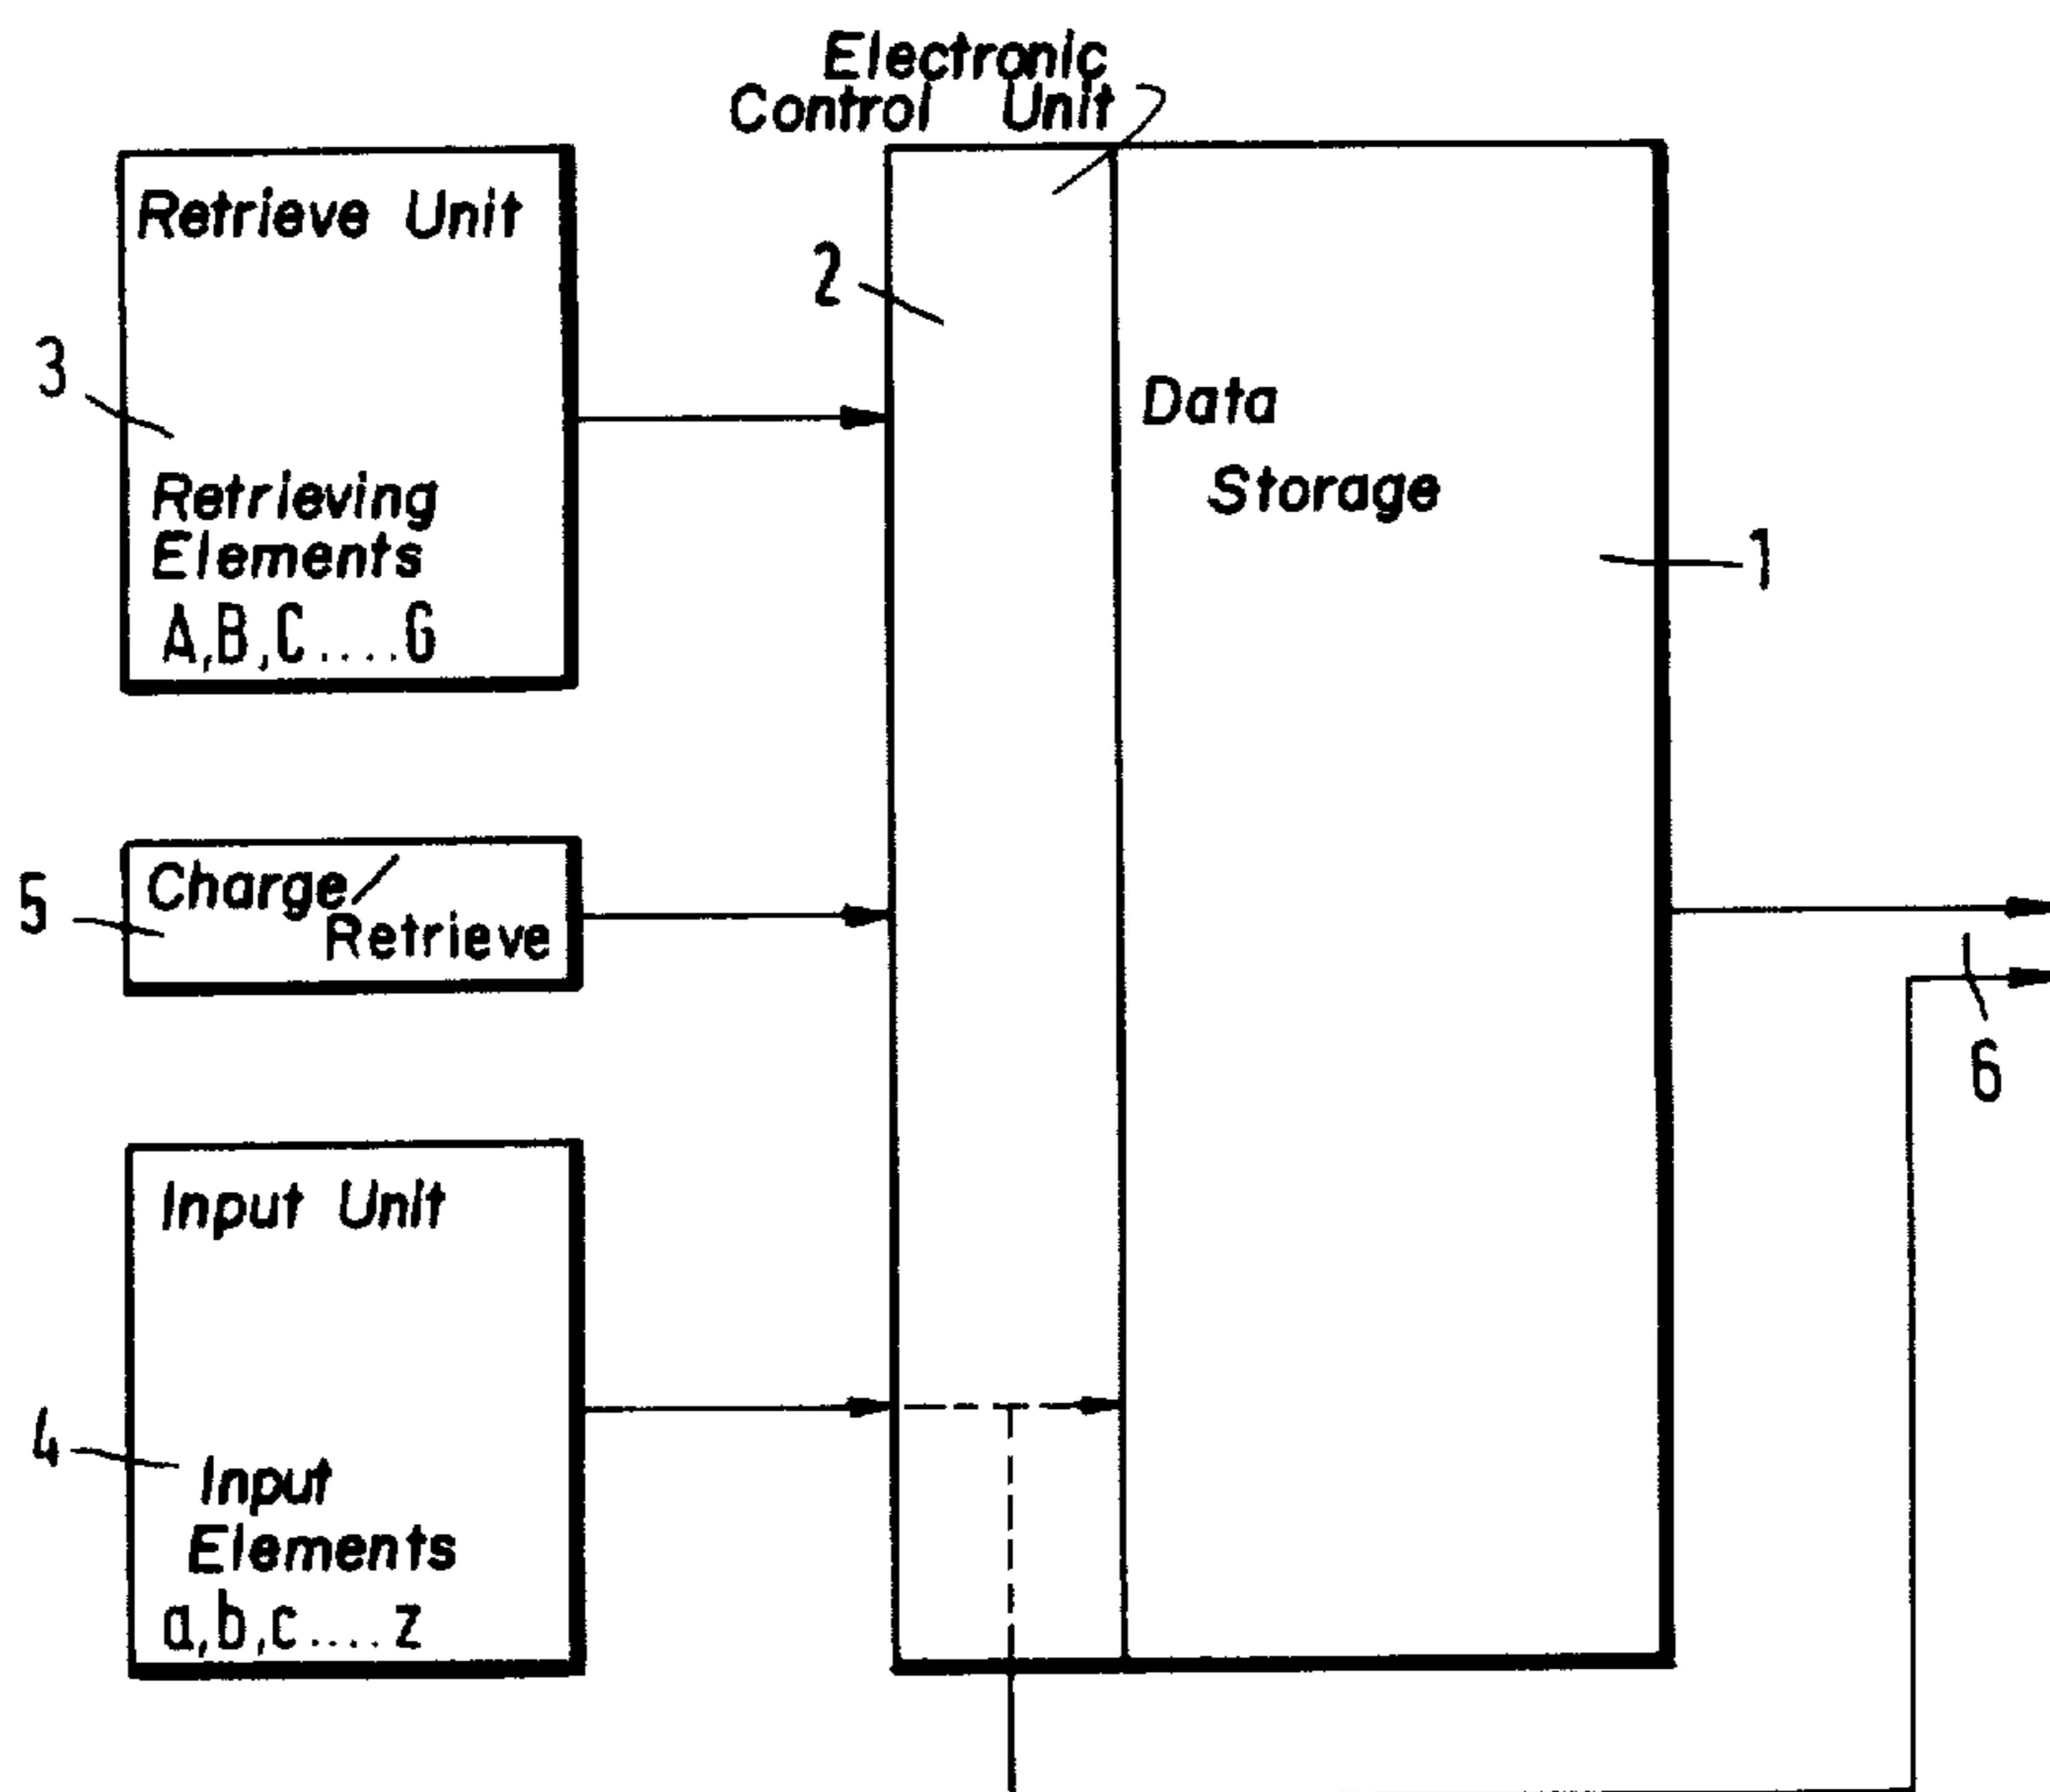 Electronic
Control Unit
Retrieve Unit
2
3
Data
Storage
Retrieving
Elements
A,B,C....G
1
5
Charge/
Retrieve
6
Input Unit
4
Input
Elements
a,b,c....z